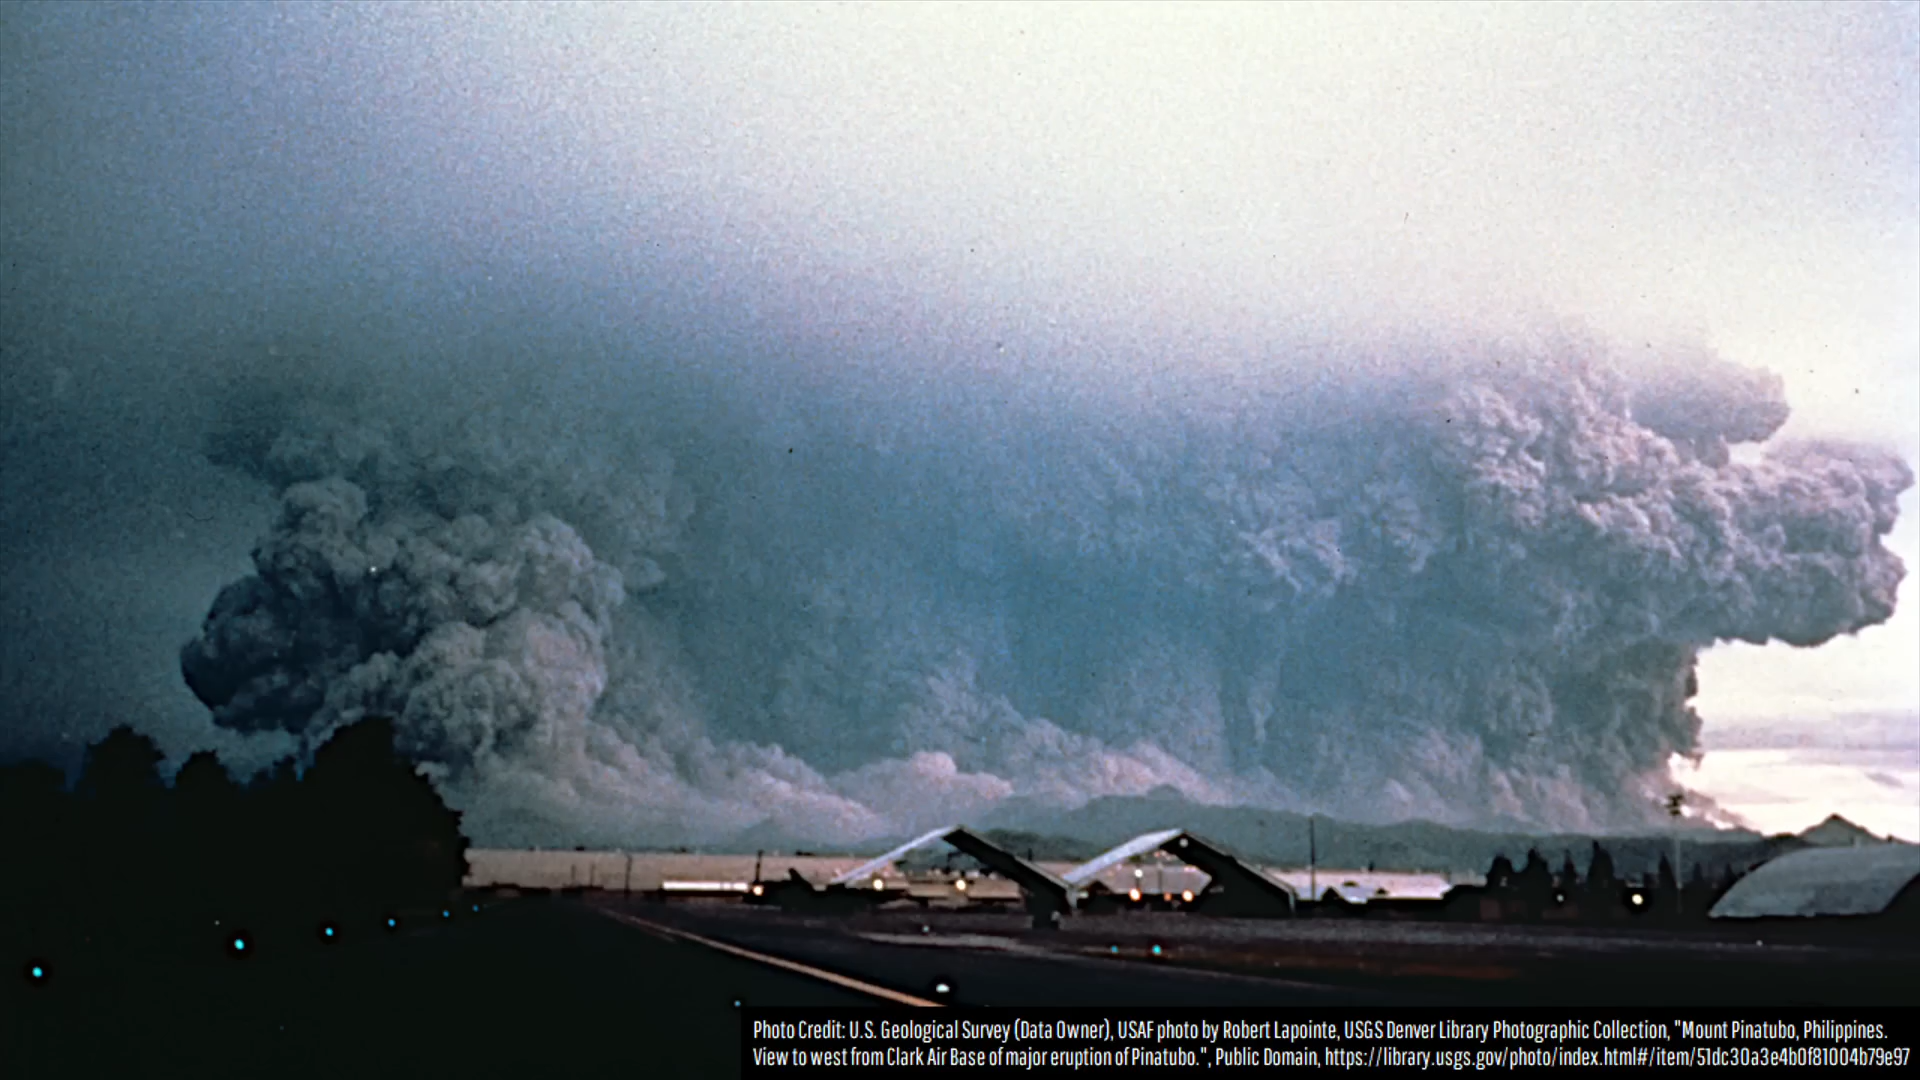 Photo Credit: U.S. Geological Survey (Data Owner), USAF photo by Robert Lapointe, USGS Denver Library Photographic Collection, "Mount Pinatubo, Philippines.
View to west from Clark Air Base of major eruption of Pinatubo.", Public Domain, https://library.usgs.gov/photo/index.html#/item/51dc30a3e4b0f81004b79e97